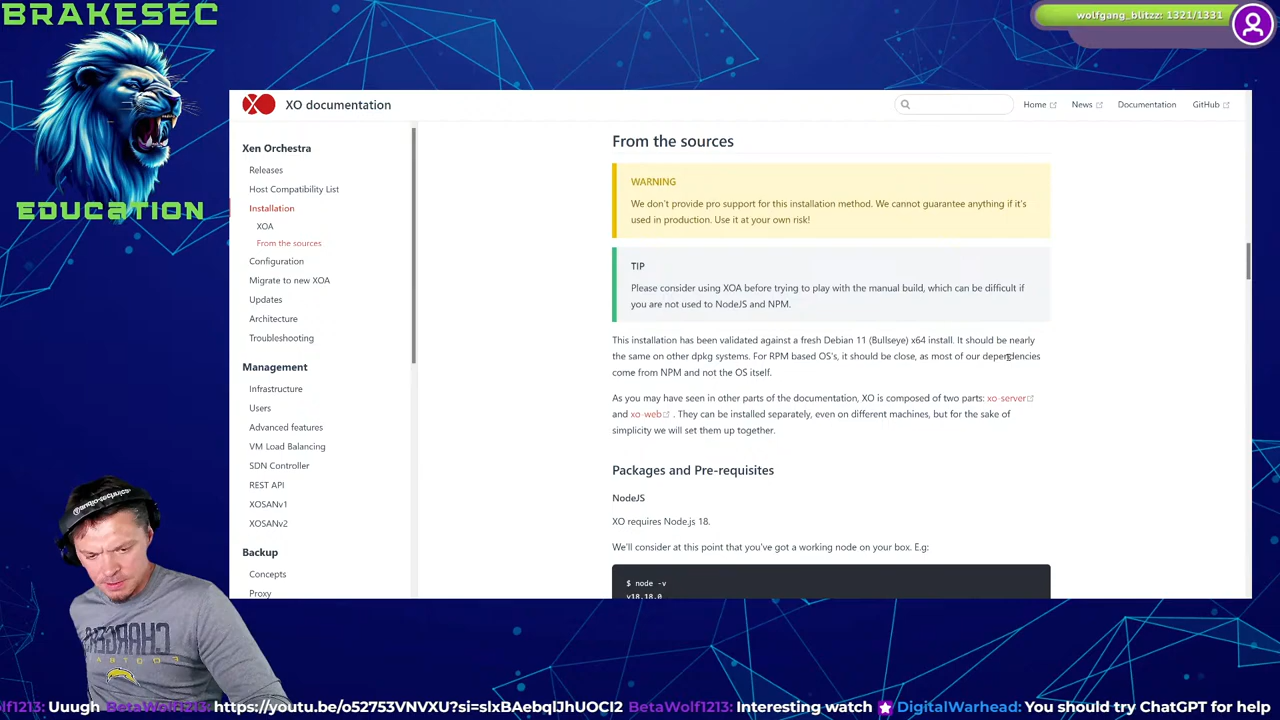 BRAKESEC
EDUCATION
wolfgang_blitzz: 1321/1331
XO documentation
Home
News
Documentation
GitHub
Xen Orchestra
Releases
Host Compatibility List
Installation
XOA
From the sources
Configuration
Migrate to new XOA
Updates
Architecture
Troubleshooting
Management
Infrastructure
Users
Advanced features
VM Load Balancing
SDN Controller
REST API
XOSANv1
XOSANv2
Backup
Concepts
Proxy
From the sources
WARNING
We don't provide pro support for this installation method. We cannot guarantee anything if it's
used in production. Use it at your own risk!
TIP
Please consider using XOA before trying to play with the manual build, which can be difficult if
you are not used to NodeJS and NPM.
This installation has been validated against a fresh Debian 11 (Bullseye) x64 install. It should be nearly
the same on other dpkg systems. For RPM based OS's, it should be close, as most of our dependencies
come from NPM and not the OS itself.
As you may have seen in other parts of the documentation, XO is composed of two parts: xo-server
and xo-web . They can be installed separately, even on different machines, but for the sake of
simplicity we will set them up together.
Packages and Pre-requisites
NodeJS
XO requires Node.js 18.
We'll consider at this point that you've got a working node on your box. E.g:
$ node -v
v18.18.0
CHARGERS
FOOTBALL
lf1213: Uuugh BetaWolf1213: https://youtu.be/o52753VNVXU?si=slxBAebqlJhUOCI2 BetaWolf1213: Interesting watch DigitalWarhead: You should try ChatGPT for help